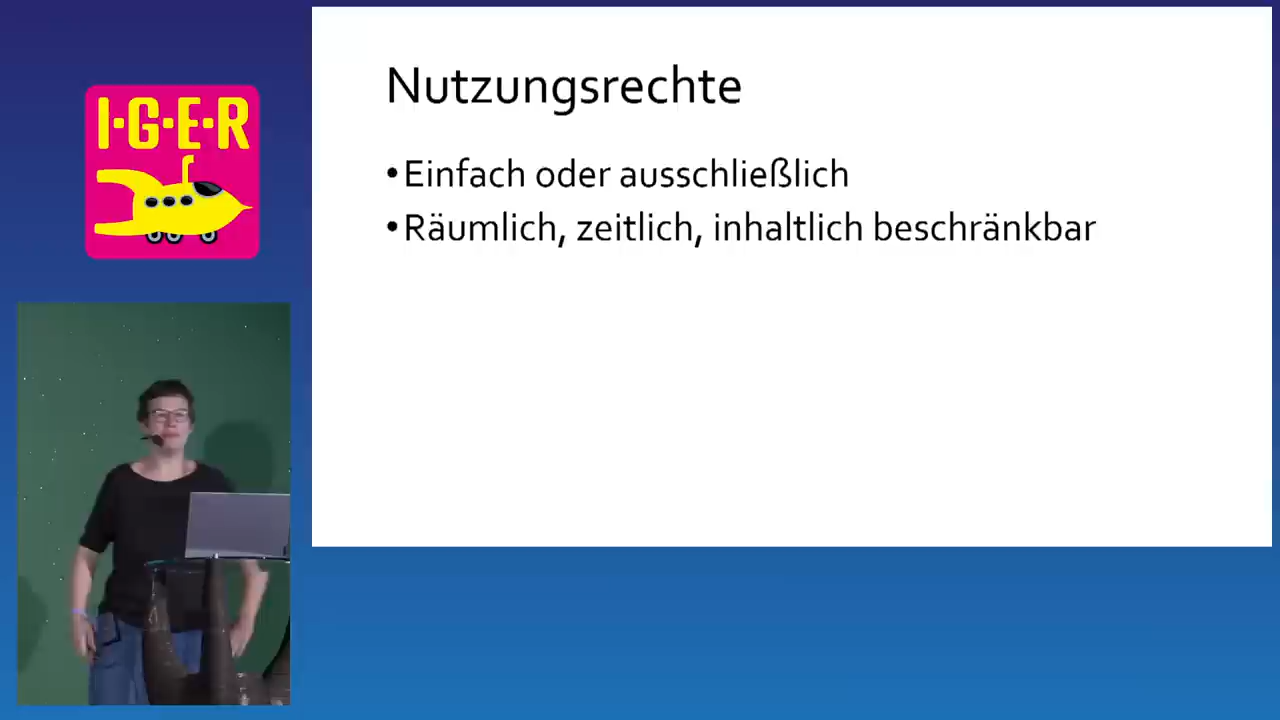 I·G·E·R
Nutzungsrechte
•Einfach oder ausschließlich
•Räumlich, zeitlich, inhaltlich beschränkbar